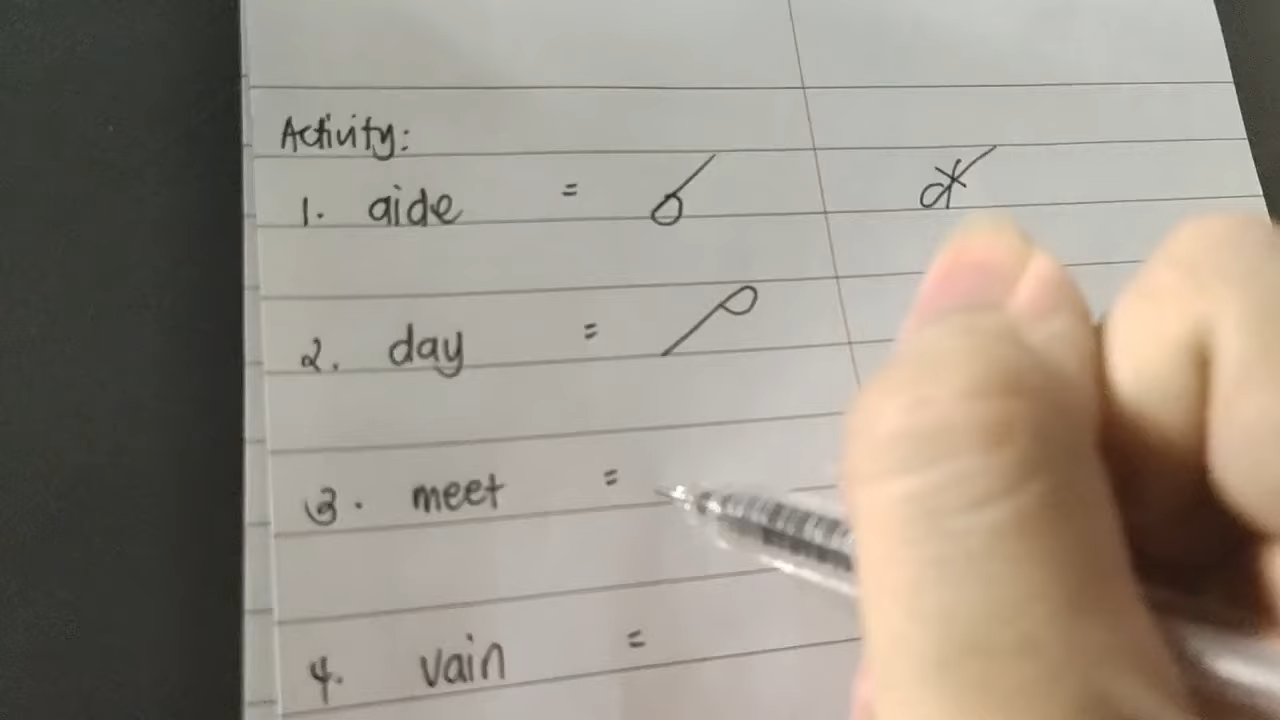 Activity:
1. aide =
2. day =
3. meet =
4. vain =